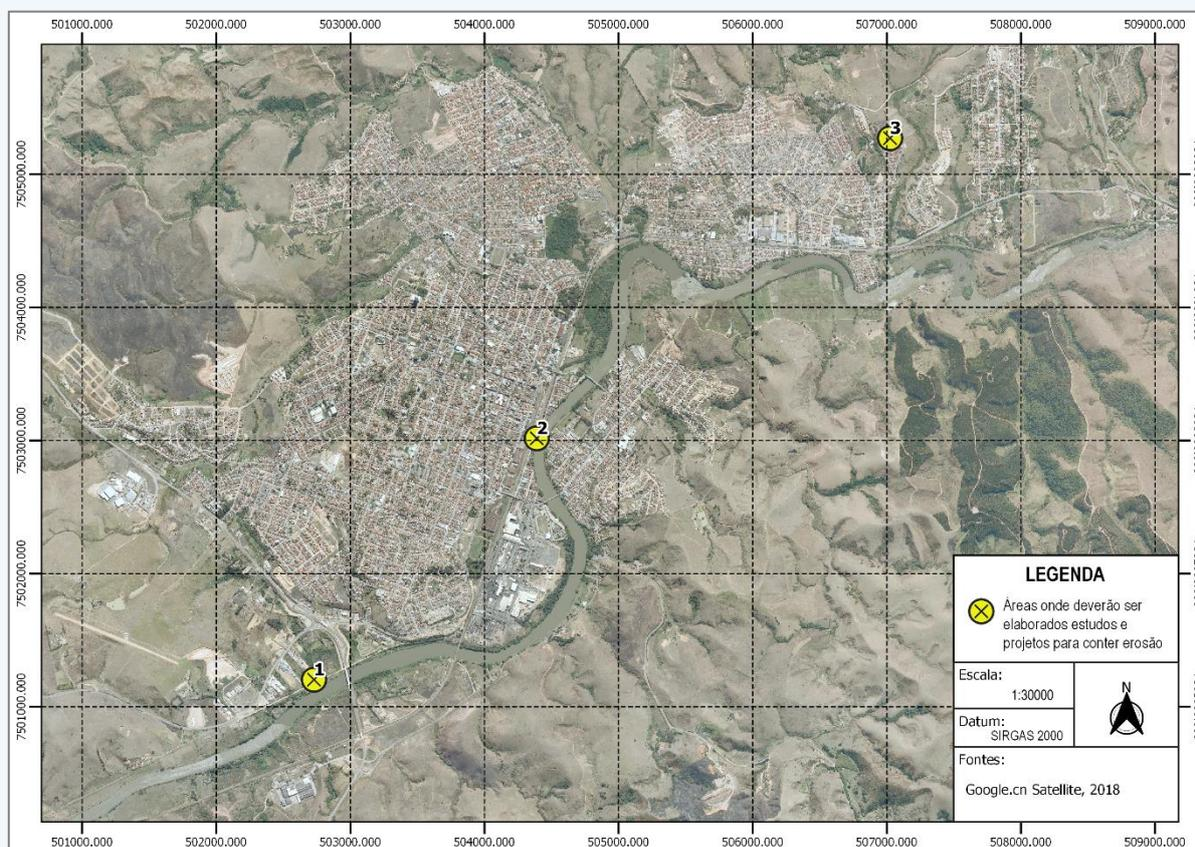 501000.000 502000.000 503000.000 504000.000 505000.000 506000.000 507000.000 508000.000 509000.000
7505000.000
7504000.000
7503000.000
7502000.000
7501000.000
3
2
1
LEGENDA
Áreas onde deverão ser
elaborados estudos e
projetos para conter erosão
Escala:
1:30000
Datum:
SIRGAS 2000
N
Fontes:
Google.cn Satellite, 2018
501000.000 502000.000 503000.000 504000.000 505000.000 506000.000 507000.000 508000.000 509000.000